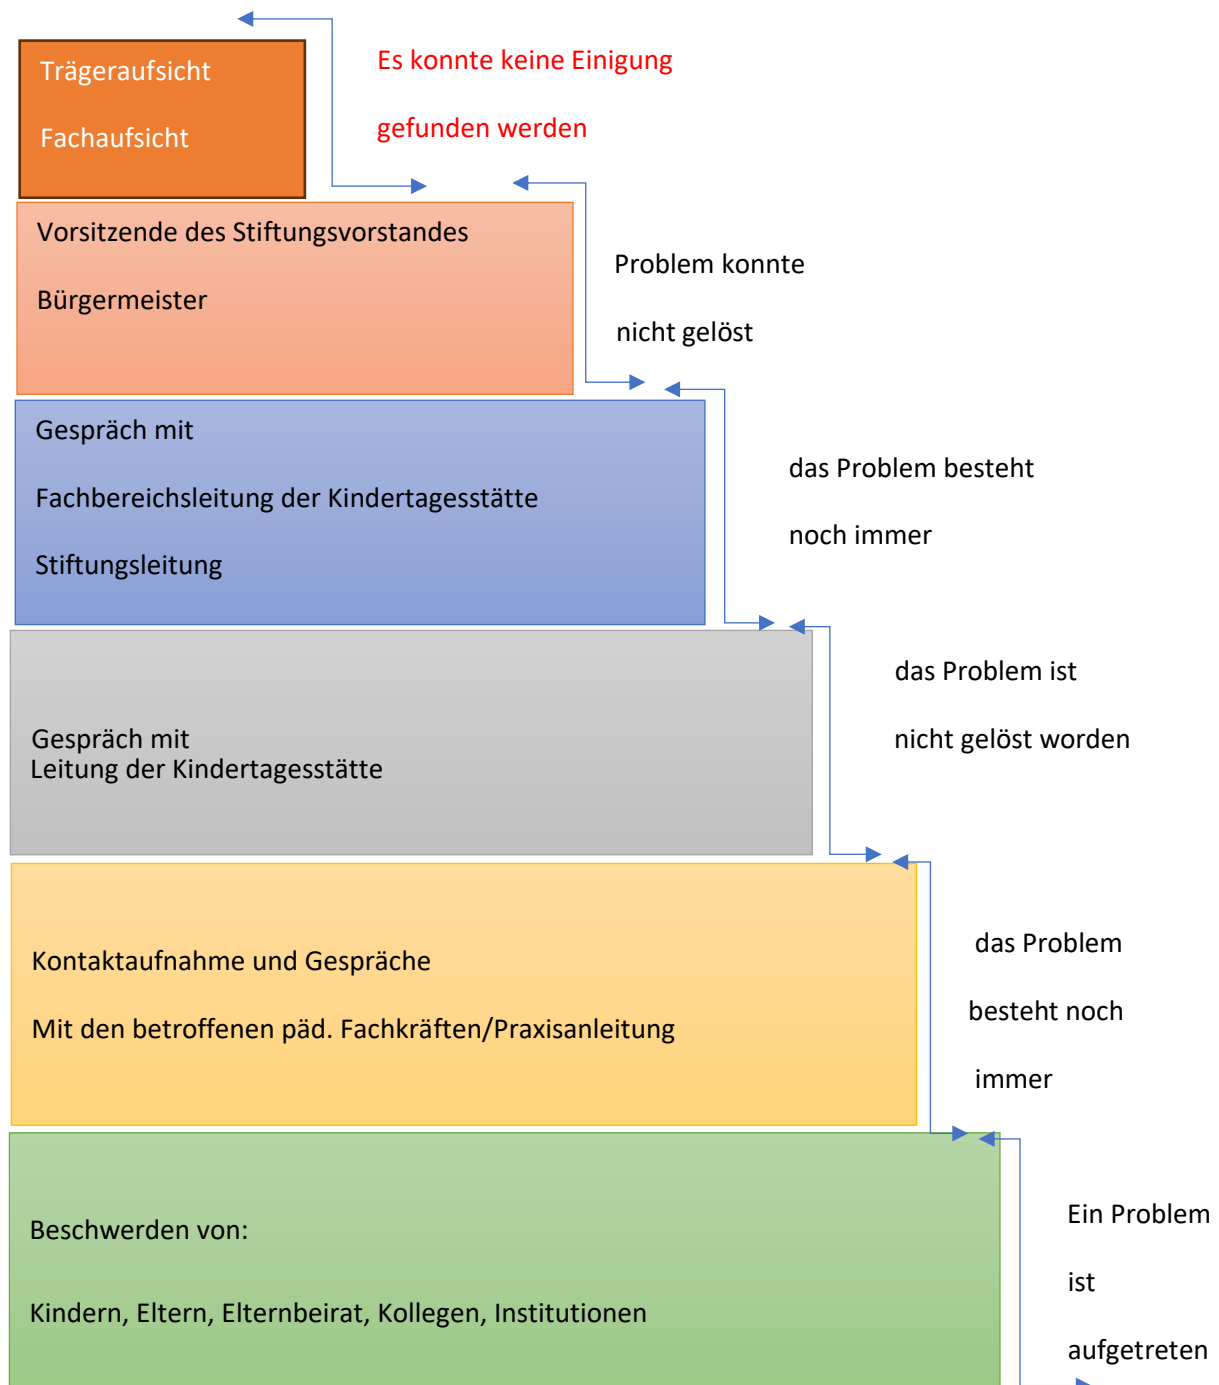 Trägeraufsicht
Fachaufsicht
Es konnte keine Einigung
gefunden werden
Vorsitzende des Stiftungsvorstandes
Bürgermeister
Problem konnte
nicht gelöst
Gespräch mit
Fachbereichsleitung der Kindertagesstätte
Stiftungsleitung
das Problem besteht
noch immer
Gespräch mit
Leitung der Kindertagesstätte
das Problem ist
nicht gelöst worden
Kontaktaufnahme und Gespräche
Mit den betroffenen päd. Fachkräften/Praxisanleitung
das Problem
besteht noch
immer
Beschwerden von:
Kindern, Eltern, Elternbeirat, Kollegen, Institutionen
Ein Problem
ist
aufgetreten